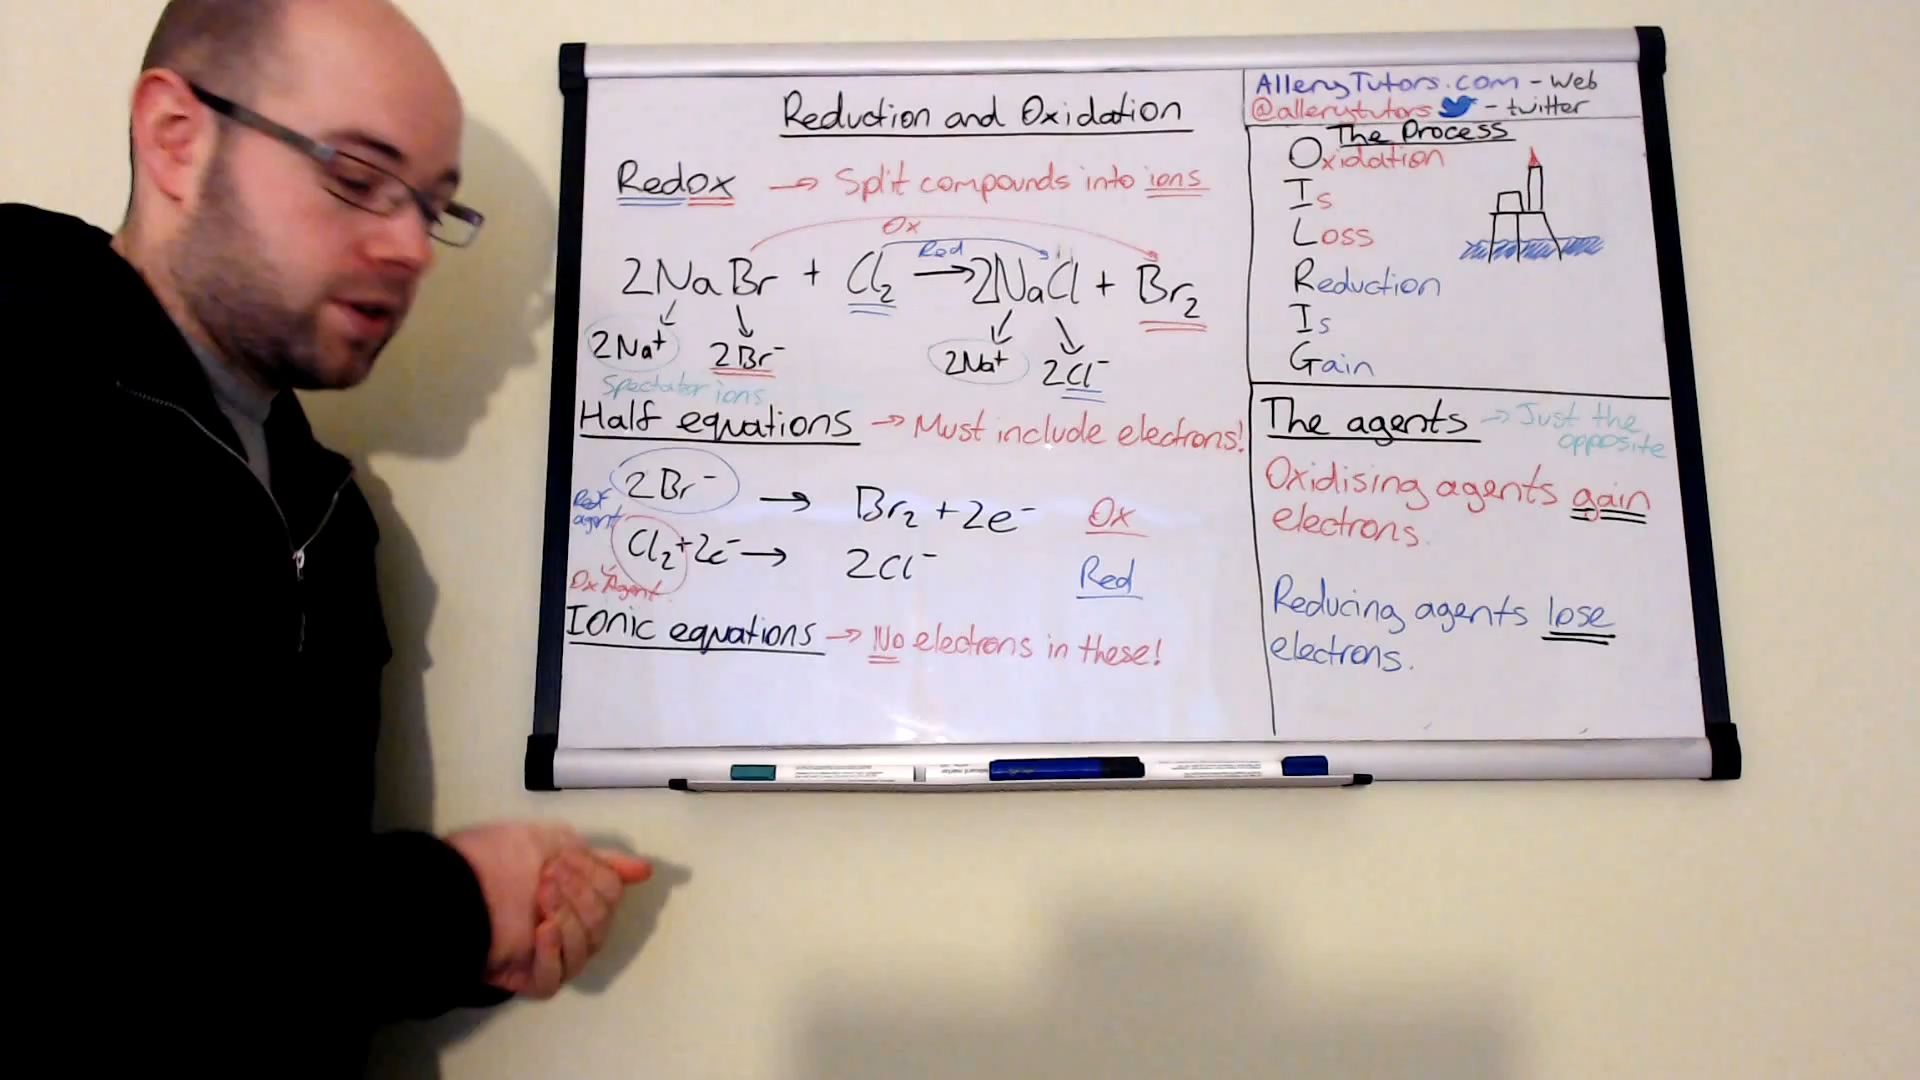 Reduction and Oxidation
Redox → Split compounds into ions
Ox
Red
2NaBr + Cl₂ → 2NaCl + Br₂
2Na⁺ 2Br⁻ 2Na⁺ 2Cl⁻
Spectator ions
Half equations → Must include electrons!
2Br⁻ → Br₂ + 2e⁻ Ox
Red agent
Cl₂ + 2e⁻ → 2Cl⁻ Red
Ox Agent
Ionic equations → No electrons in these!
AlleryTutors.com - Web
@allerytutors - twitter
The Process
Oxidation
Is
Loss
Reduction
Is
Gain
The agents → Just the
opposite
Oxidising agents gain
electrons.
Reducing agents lose
electrons.